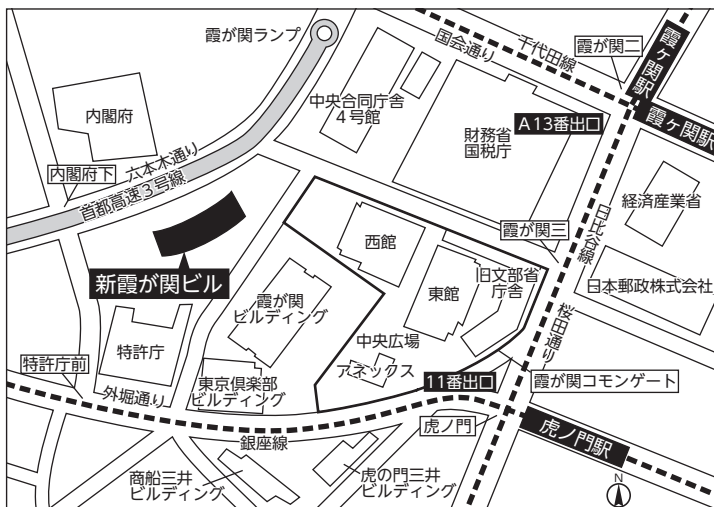 霞が関ランプ
国会通り
千代田線
霞が関二
霞ヶ関駅
霞ヶ関駅
内閣府
中央合同庁舎
4号館
財務省
国税庁
A13番出口
内閣府下
六本木通り
首都高速3号線
経済産業省
霞が関三
日比谷線
西館
旧文部省
庁舎
東館
日本郵政株式会社
新霞が関ビル
霞が関
ビルディング
桜田通り
中央広場
特許庁
アネックス
特許庁前
11番出口
霞が関コモンゲート
外堀通り
東京倶楽部
ビルディング
虎ノ門
虎ノ門駅
銀座線
商船三井
ビルディング
虎の門三井
ビルディング
N